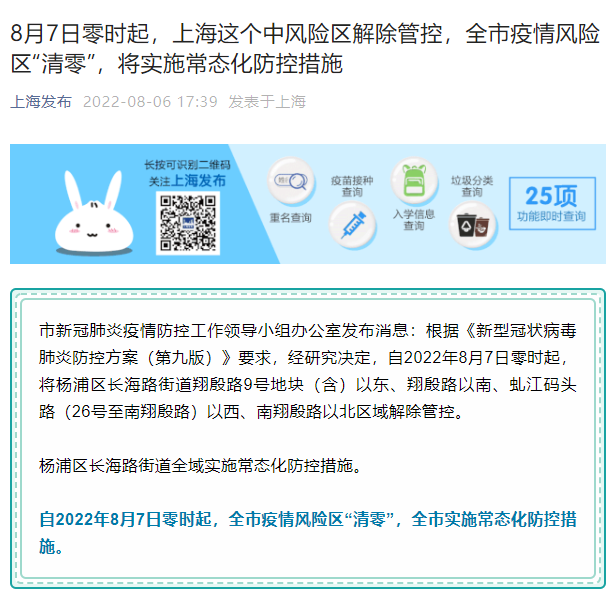 8月7日零时起，上海这个中风险区解除管控，全市疫情风险
区“清零”，将实施常态化防控措施
上海发布 2022-08-06 17:39 发表于上海
长按可识别二维码
关注上海发布
重名查询
疫苗接种
查询
入学信息
查询
垃圾分类
查询
25项
功能即时查询
市新冠肺炎疫情防控工作领导小组办公室发布消息：根据《新型冠状病毒
肺炎防控方案（第九版）》要求，经研究决定，自2022年8月7日零时起，
将杨浦区长海路街道翔殷路9号地块（含）以东、翔殷路以南、虬江码头
路（26号至南翔殷路）以西、南翔殷路以北区域解除管控。
杨浦区长海路街道全域实施常态化防控措施。
自2022年8月7日零时起，全市疫情风险区“清零”，全市实施常态化防控措
施。